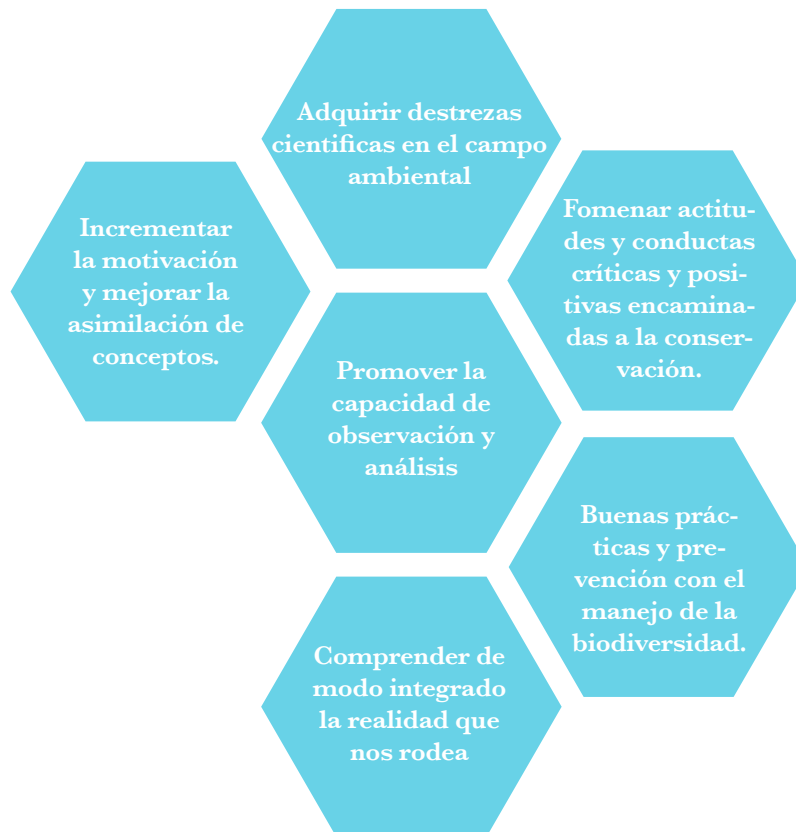 Adquirir destrezas
cientificas en el campo
ambiental
Incrementar
la motivación
y mejorar la
asimilación de
conceptos.
Fomenar actitu-
des y conductas
críticas y posi-
tivas encamina-
das a la conser-
vación.
Promover la
capacidad de
observación y
análisis
Buenas prác-
ticas y pre-
vención con el
manejo de la
biodiversidad.
Comprender de
modo integrado
la realidad que
nos rodea